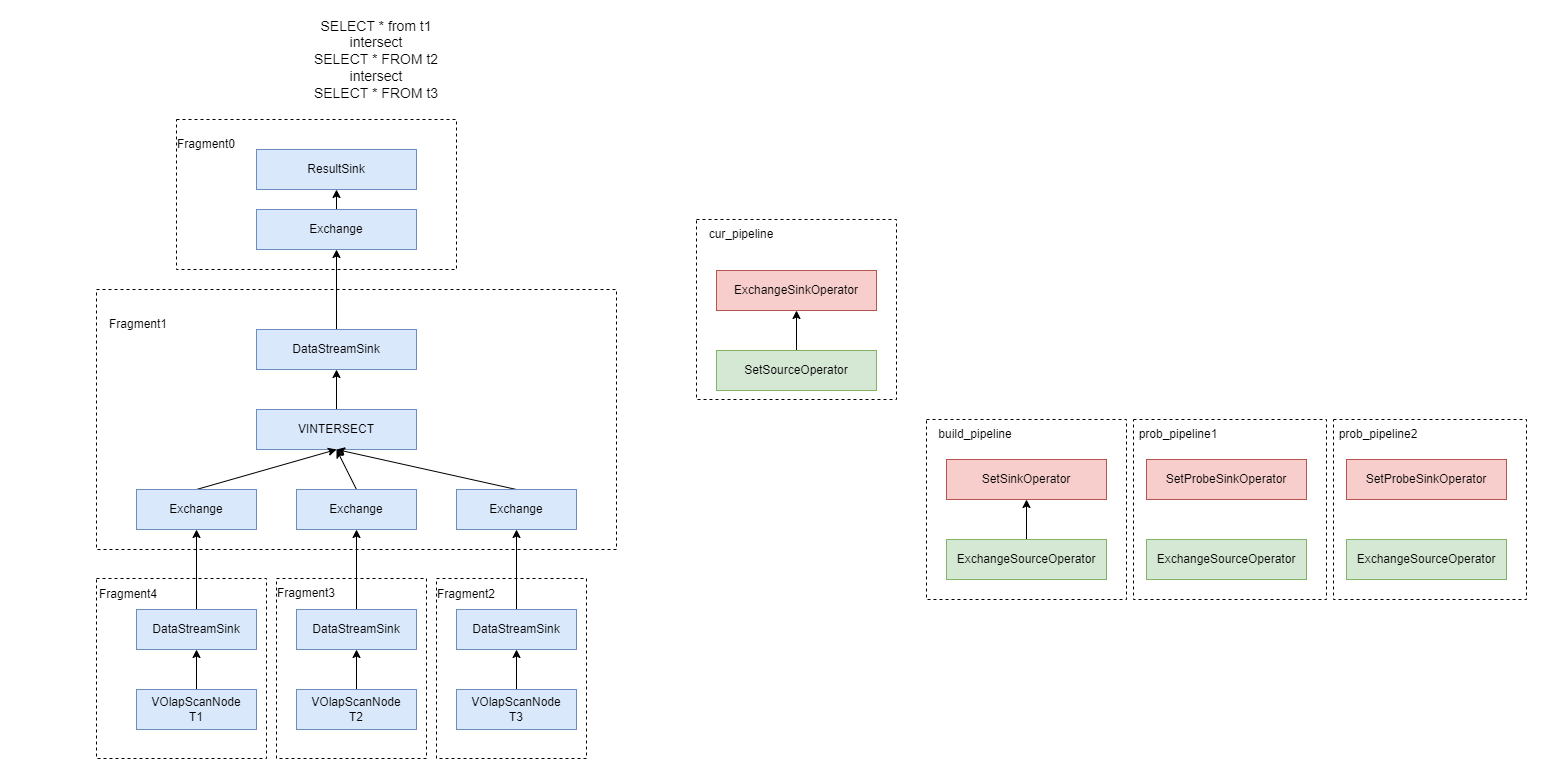 SELECT * from t1
intersect
SELECT * FROM t2
intersect
SELECT * FROM t3
Fragment0
ResultSink
Exchange
Fragment1
DataStreamSink
VINTERSECT
Exchange
Exchange
Exchange
Fragment4
DataStreamSink
VOlapScanNode
T1
Fragment3
DataStreamSink
VOlapScanNode
T2
Fragment2
DataStreamSink
VOlapScanNode
T3
cur_pipeline
ExchangeSinkOperator
SetSourceOperator
build_pipeline
SetSinkOperator
ExchangeSourceOperator
prob_pipeline1
SetProbeSinkOperator
ExchangeSourceOperator
prob_pipeline2
SetProbeSinkOperator
ExchangeSourceOperator